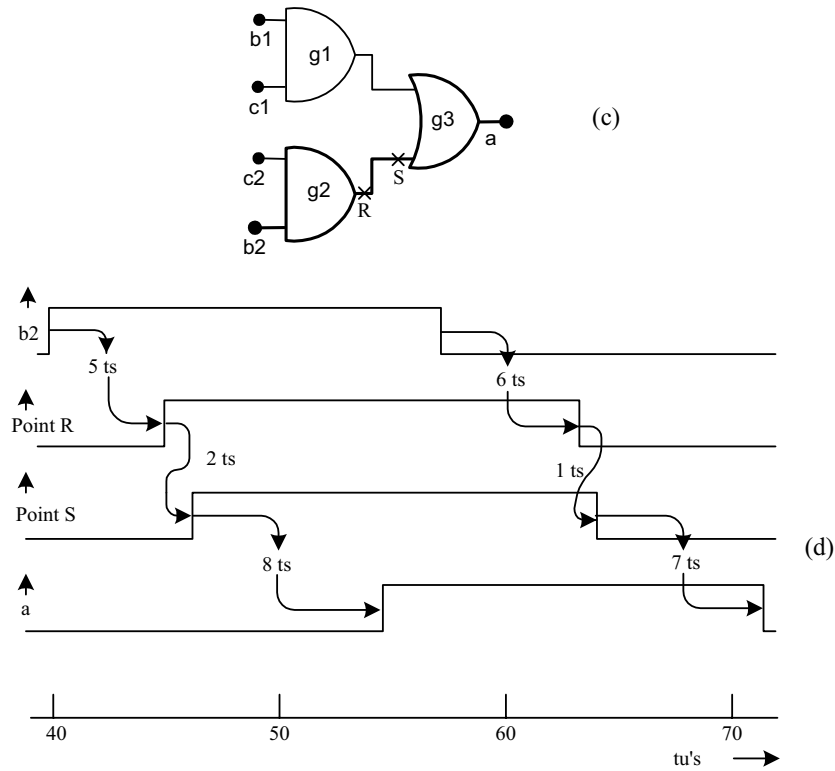 b1
g1
c1
g3
(c)
a
c2
S
g2
R
b2
b2
5 ts
6 ts
Point R
2 ts
1 ts
Point S
(d)
8 ts
7 ts
a
40 50 60 70
tu's